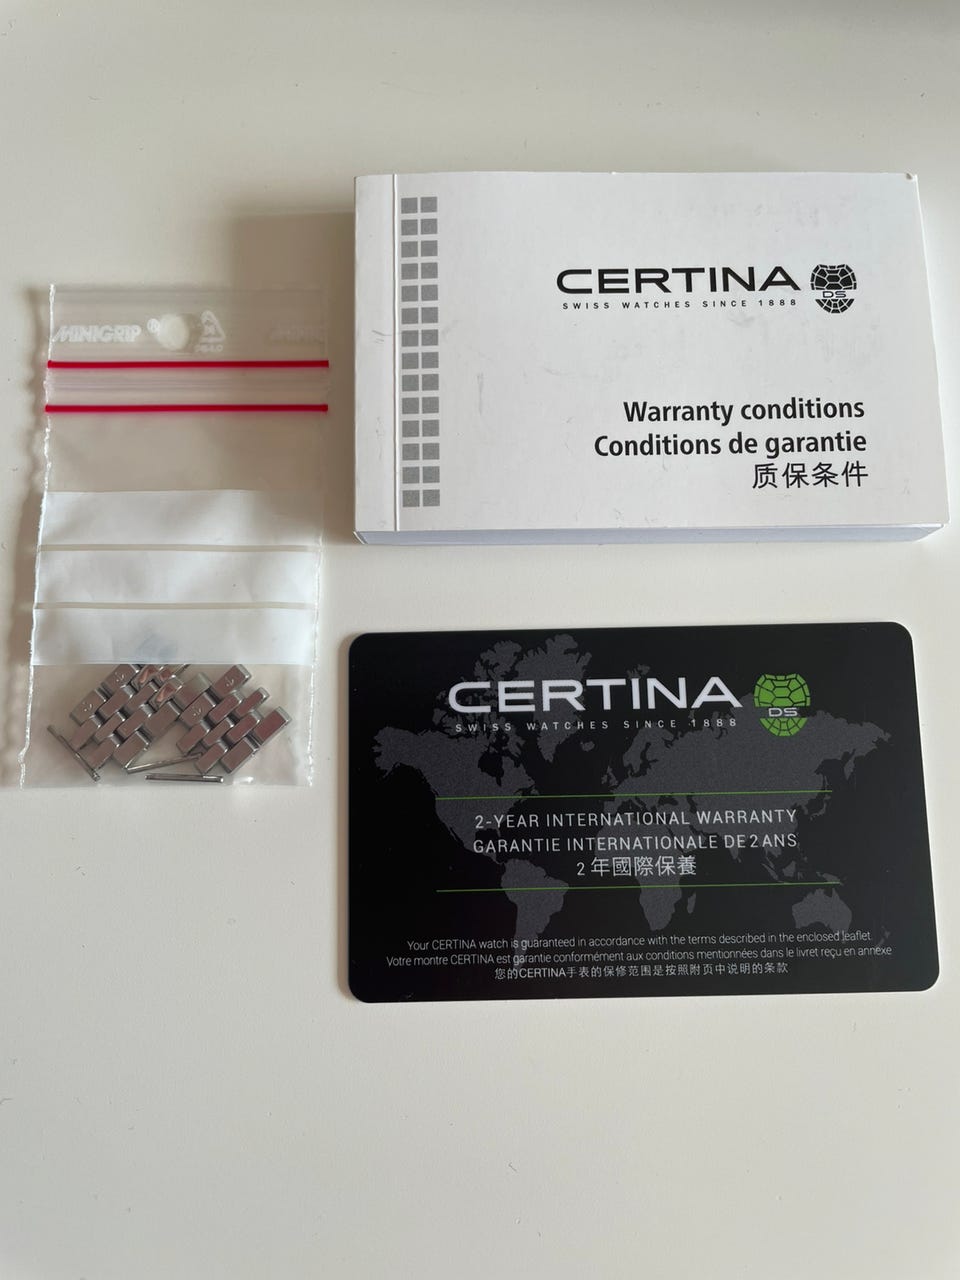 MINIGRIP®
CERTINA
DS
SWISS WATCHES SINCE 1888
Warranty conditions
Conditions de garantie
质保条件
CERTINA
DS
SWISS WATCHES SINCE 1888
2-YEAR INTERNATIONAL WARRANTY
GARANTIE INTERNATIONALE DE 2 ANS
2 年國際保養
Your CERTINA watch is guaranteed in accordance with the terms described in the enclosed leaflet
Votre montre CERTINA est garantie conformément aux conditions mentionnées dans le livret reçu en annexe
您的CERTINA手表的保修范围是按照附页中说明的条款